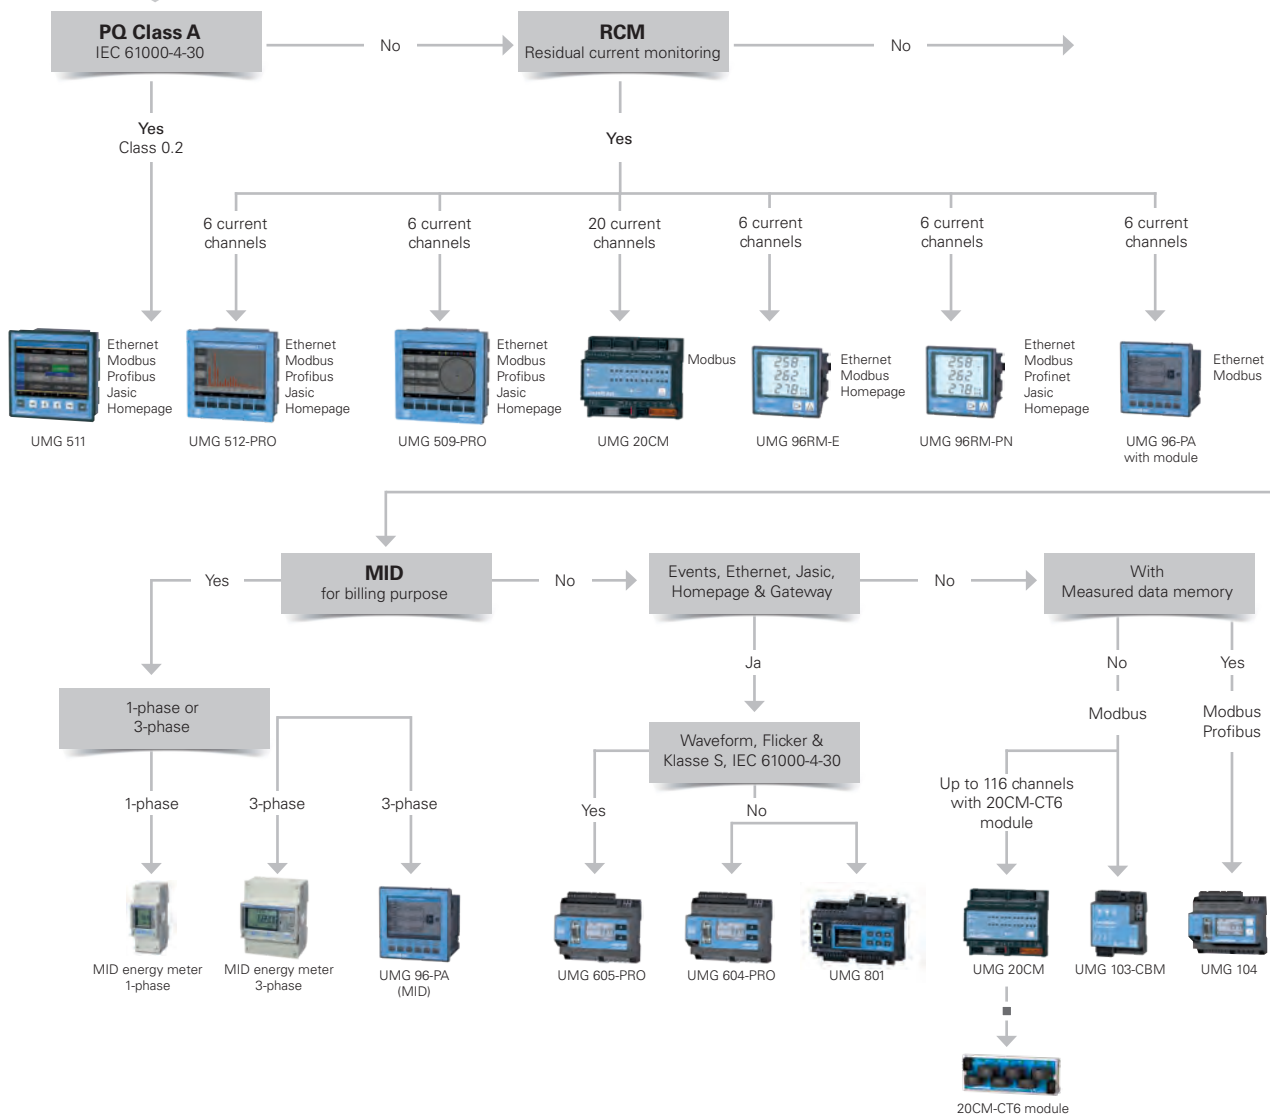 PQ Class A
IEC 61000-4-30
No
RCM
Residual current monitoring
No
Yes
Class 0.2
Yes
6 current
channels
6 current
channels
20 current
channels
6 current
channels
6 current
channels
6 current
channels
Ethernet
Modbus
Profibus
Jasic
Homepage
Ethernet
Modbus
Profibus
Jasic
Homepage
Ethernet
Modbus
Profibus
Jasic
Homepage
Modbus
258
262
278
Ethernet
Modbus
Homepage
258
262
278
Ethernet
Modbus
Profinet
Jasic
Homepage
Ethernet
Modbus
UMG 511
UMG 512-PRO
UMG 509-PRO
UMG 20CM
UMG 96RM-E
UMG 96RM-PN
UMG 96-PA
with module
Yes
MID
for billing purpose
No
Events, Ethernet, Jasic,
Homepage & Gateway
No
With
Measured data memory
Ja
No
Yes
1-phase or
3-phase
Modbus
Modbus
Profibus
Waveform, Flicker &
Klasse S, IEC 61000-4-30
1-phase
3-phase
3-phase
Yes
No
Up to 116 channels
with 20CM-CT6
module
MID energy meter
1-phase
MID energy meter
3-phase
UMG 96-PA
(MID)
UMG 605-PRO
UMG 604-PRO
UMG 801
UMG 20CM
UMG 103-CBM
UMG 104
20CM-CT6 module